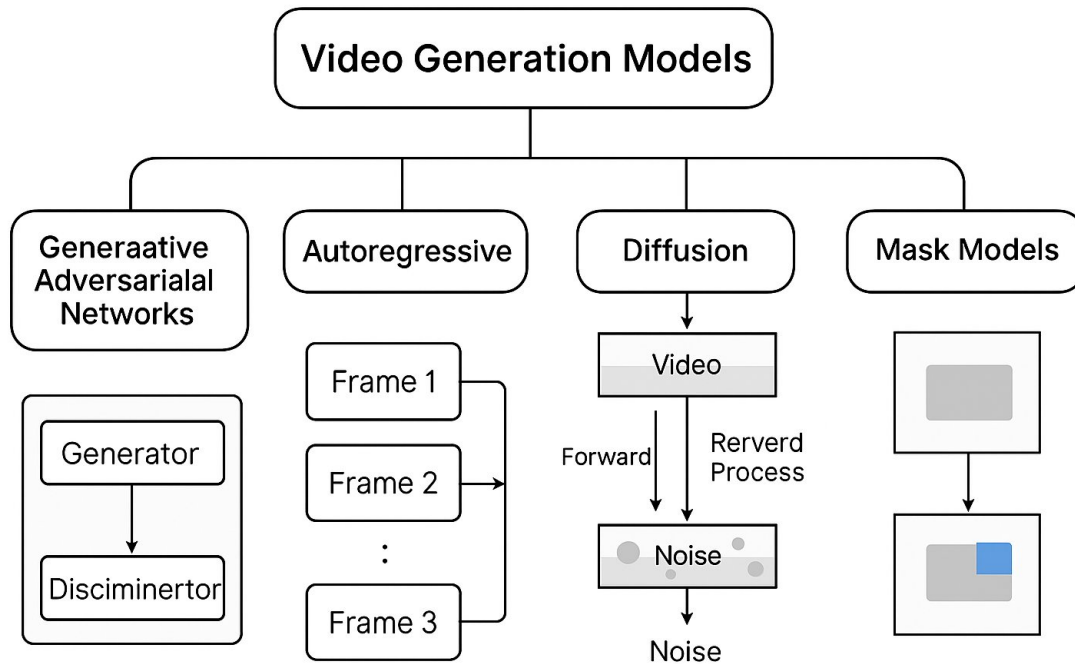 Video Generation Models
Generaative
Adversarialal
Networks
Autoregressive
Diffusion
Mask Models
Generator
Disciminertor
Frame 1
Frame 2
:
Frame 3
Video
Forward
Rerverd
Process
Noise
Noise